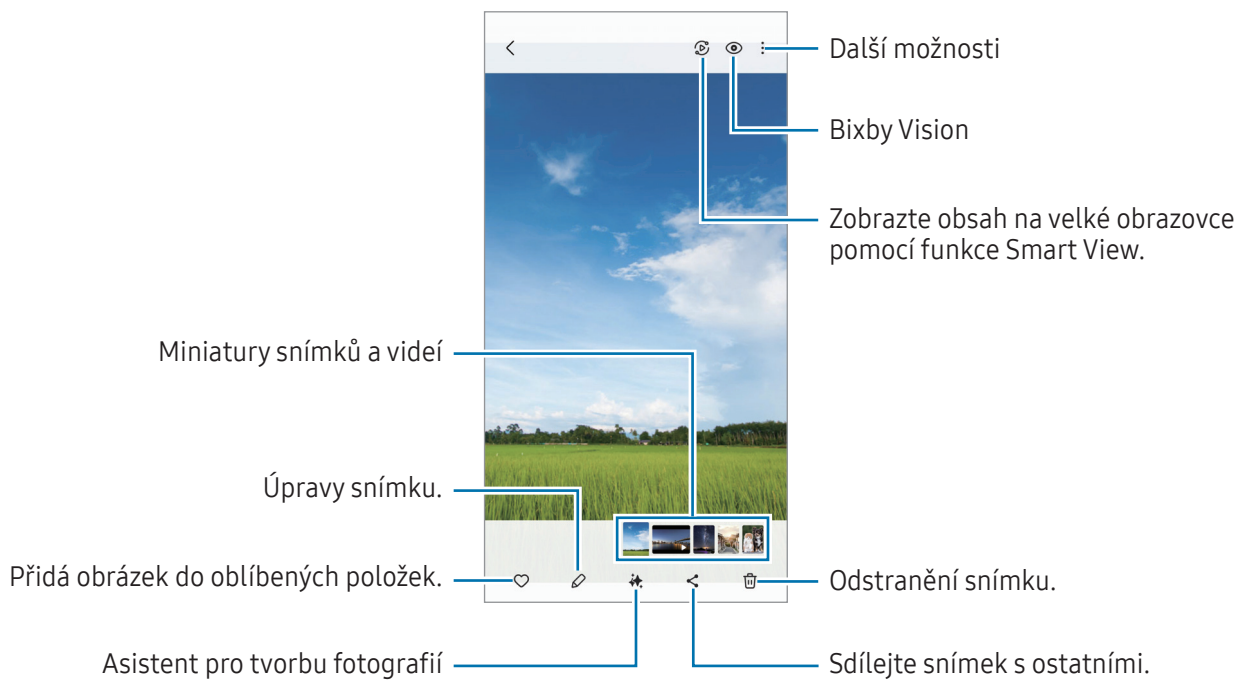 Další možnosti
Bixby Vision
Zobrazte obsah na velké obrazovce
pomocí funkce Smart View.
Miniatury snímků a videí
Úpravy snímku.
Přidá obrázek do oblíbených položek.
Odstranění snímku.
Asistent pro tvorbu fotografií
Sdílejte snímek s ostatními.